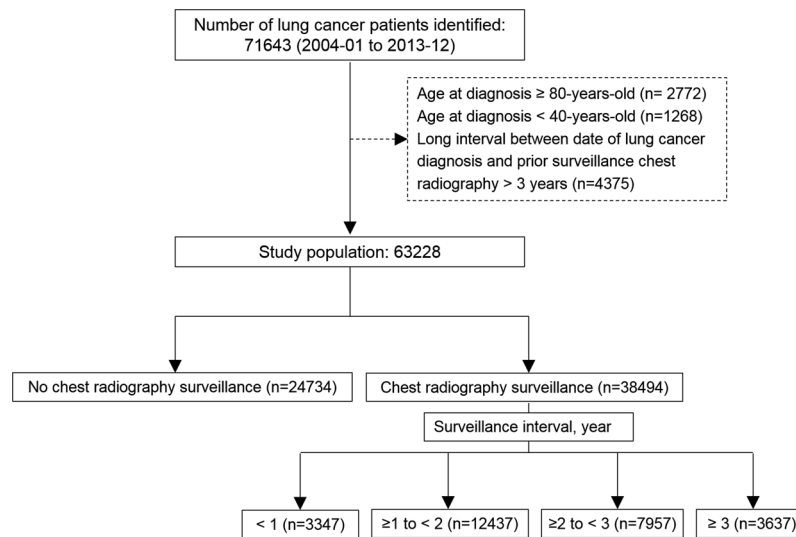 Number of lung cancer patients identified:
71643 (2004-01 to 2013-12)
Age at diagnosis ≥ 80-years-old (n= 2772)
Age at diagnosis < 40-years-old (n=1268)
Long interval between date of lung cancer
diagnosis and prior surveillance chest
radiography > 3 years (n=4375)
Study population: 63228
No chest radiography surveillance (n=24734)
Chest radiography surveillance (n=38494)
Surveillance interval, year
< 1 (n=3347)
≥1 to < 2 (n=12437)
≥2 to < 3 (n=7957)
≥ 3 (n=3637)